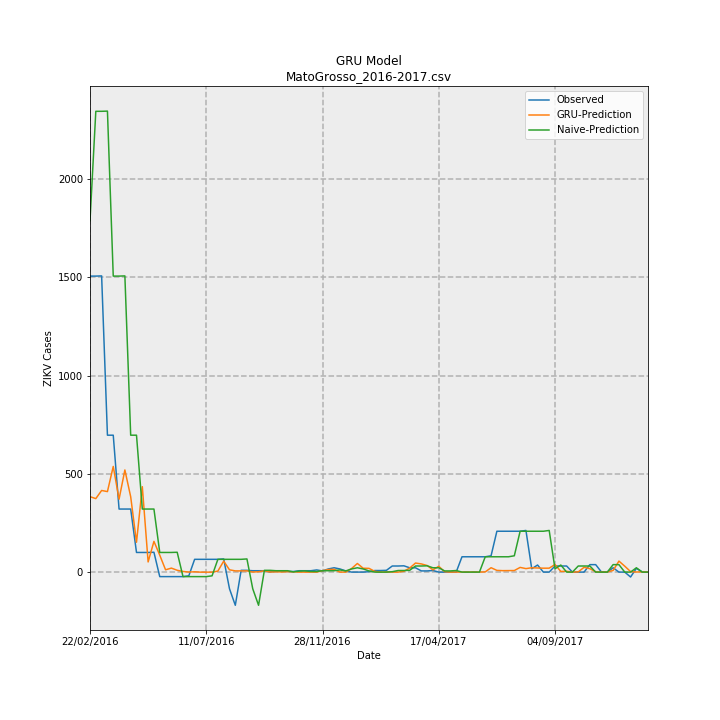 GRU Model
MatoGrosso_2016-2017.csv
Observed
GRU-Prediction
Naive-Prediction
ZIKV Cases
2000
1500
1000
500
0
22/02/2016
11/07/2016
28/11/2016
17/04/2017
04/09/2017
Date